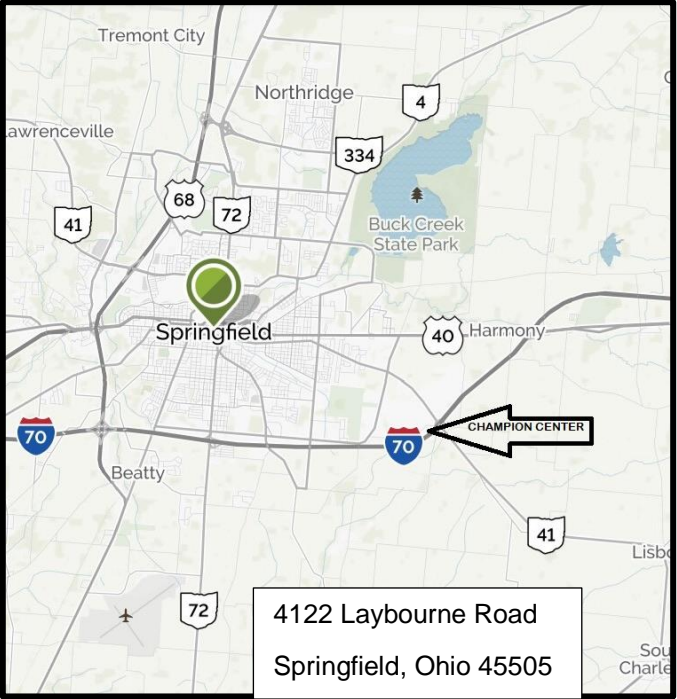 Tremont City
Northridge
4
awrenceville
334
68
72
41
Buck Creek
State Park
Springfield
40
Harmony
70
CHAMPION CENTER
70
Beatty
41
Lisbo
72
4122 Laybourne Road
Springfield, Ohio 45505
Sou
Charle